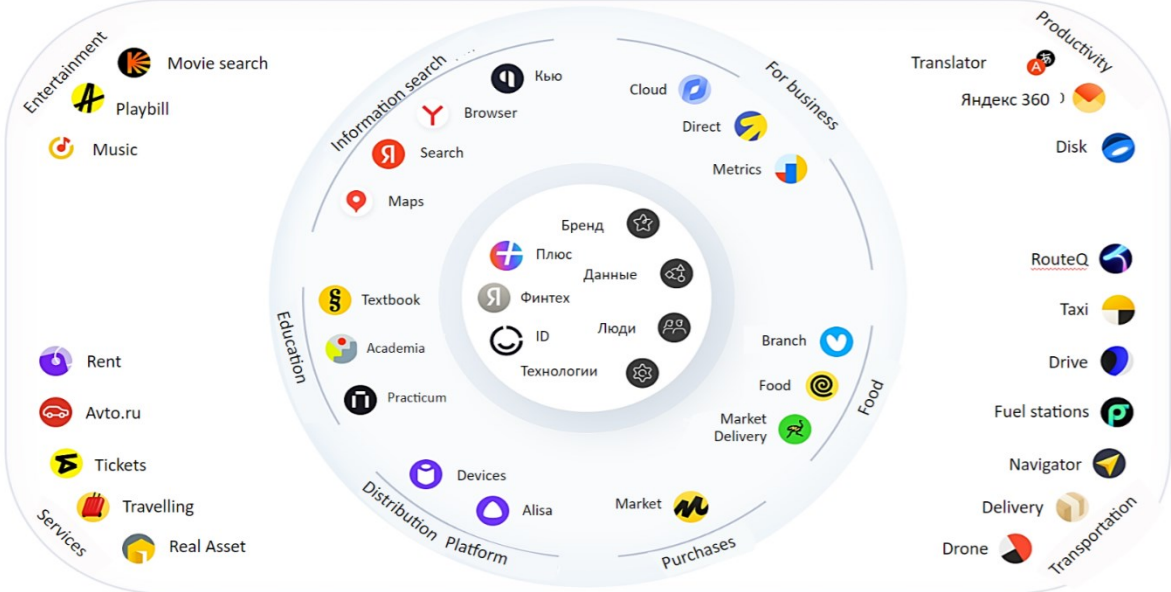 Entertainment
Movie search
Playbill
Music
Information search
Кью
Browser
Search
Maps
For business
Cloud
Direct
Metrics
Productivity
Translator
Яндекс 360 )
Disk
Бренд
Плюс
Данные
Финтех
ID
Люди
Технологии
Education
Textbook
Academia
Practicum
Branch
Food
Market
Delivery
Food
RouteQ
Taxi
Drive
Fuel stations
Navigator
Delivery
Drone
Transportation
Rent
Avto.ru
Tickets
Travelling
Real Asset
Services
Devices
Alisa
Distribution Platform
Market
Purchases